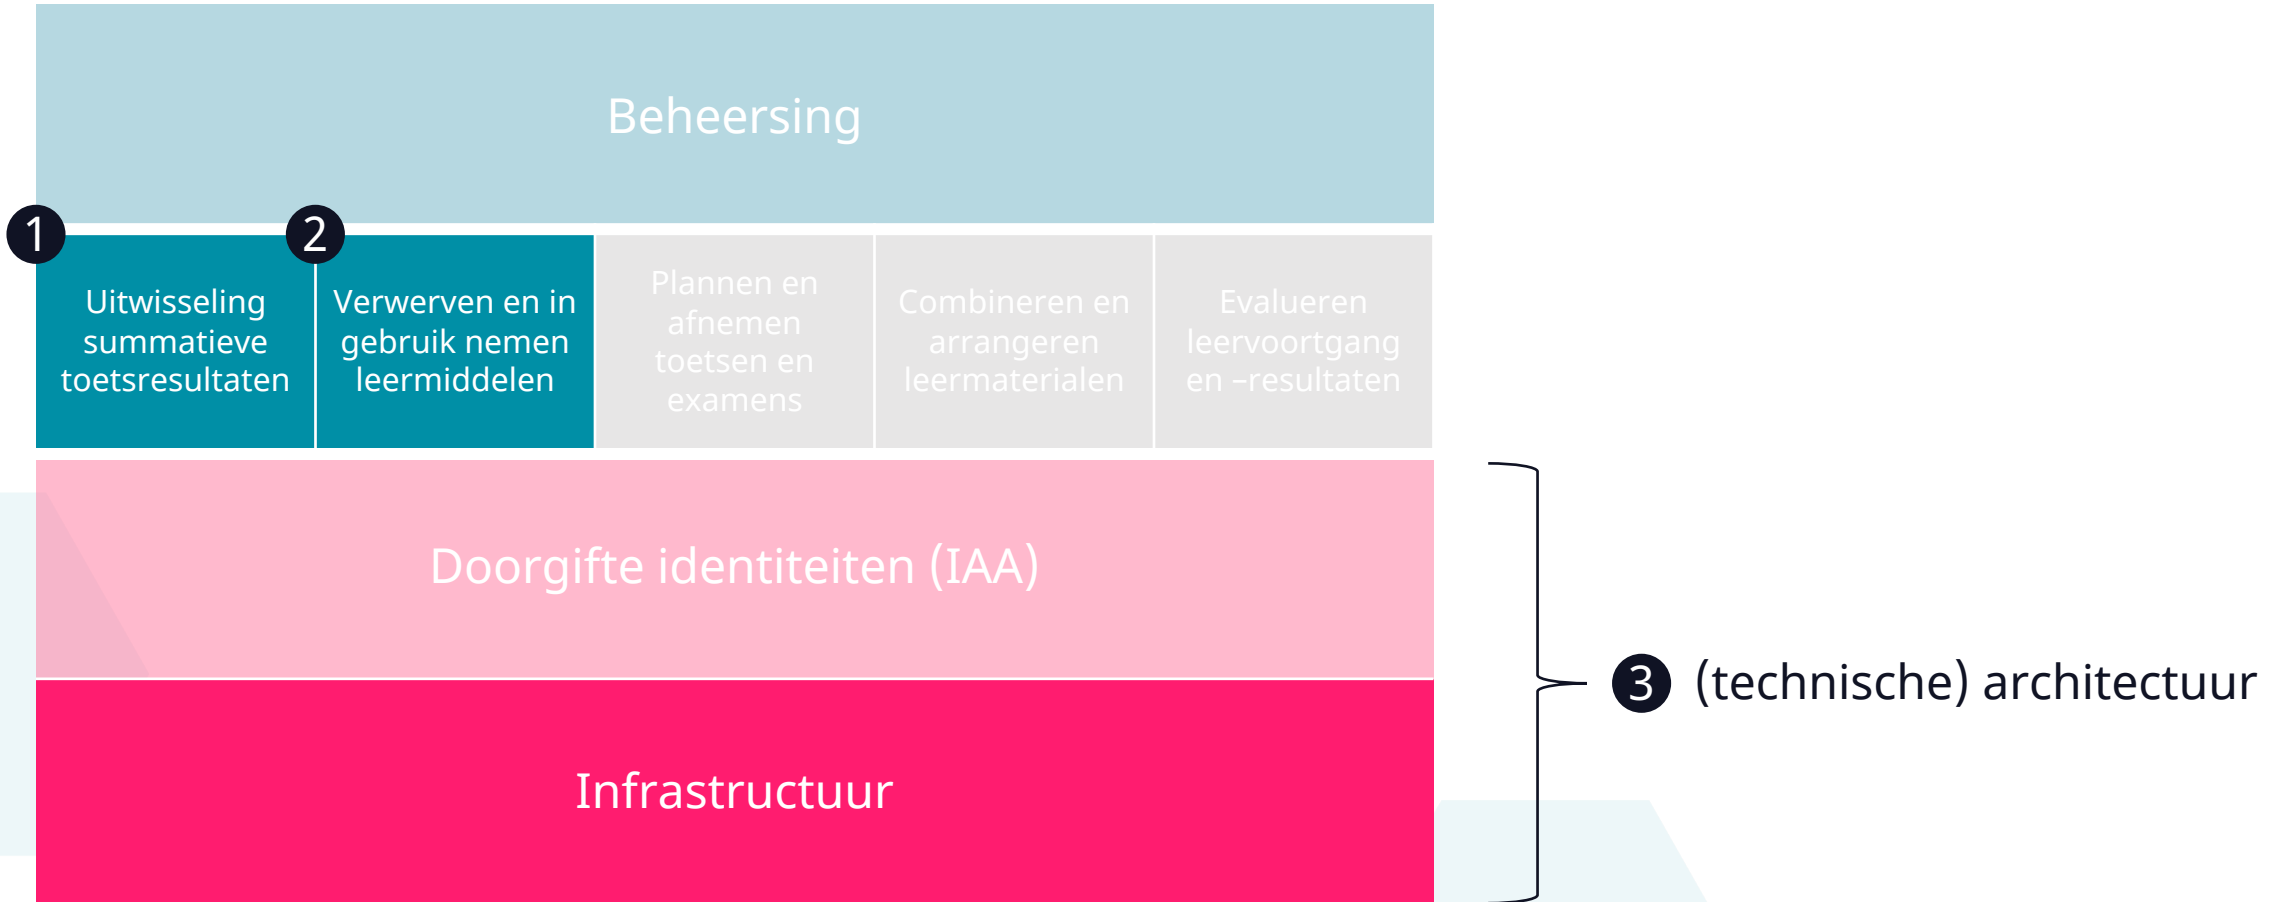 Beheersing
1
2
Uitwisseling
summatieve
toetsresultaten
Verwerven en in
gebruik nemen
leermiddelen
Plannen en
afnemen
toetsen en
examens
Combineren en
arrangeren
leermaterialen
Evalueren
leervoortgang
en –resultaten
Doorgifte identiteiten (IAA)
3 (technische) architectuur
Infrastructuur